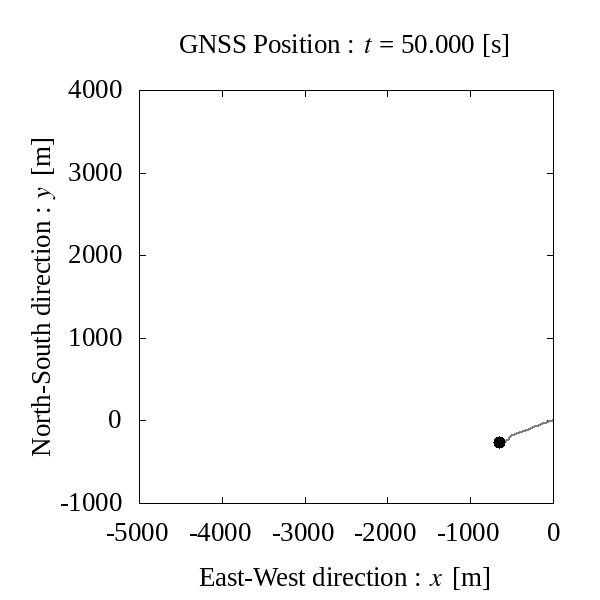 GNSS Position : t = 50.000 [s]
4000
3000
2000
1000
0
-1000
North-South direction : y [m]
-5000 -4000 -3000 -2000 -1000 0
East-West direction : x [m]